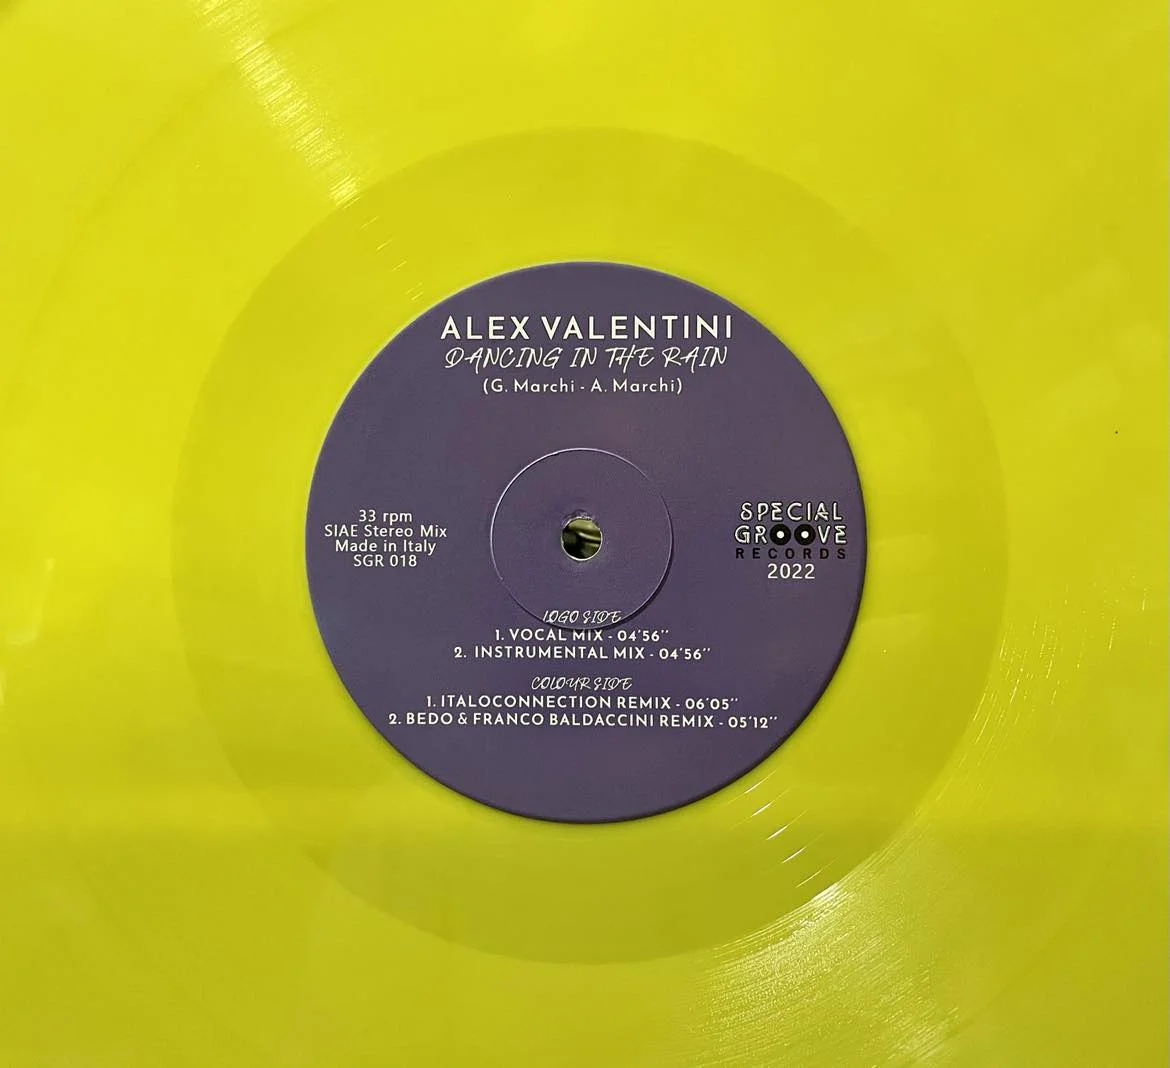 ALEX VALENTINI
DANCING IN THE RAIN
(G. Marchi - A. Marchi)
33 rpm
SIAE Stereo Mix
Made in Italy
SGR 018
SPECIAL
GROOVE
RECORDS
2022
LOGO SIDE
1. VOCAL MIX - 04'56''
2. INSTRUMENTAL MIX - 04'56''
COLOUR SIDE
1. ITALOCONNECTION REMIX - 06'05''
2. BEDO & FRANCO BALDACCINI REMIX - 05'12''